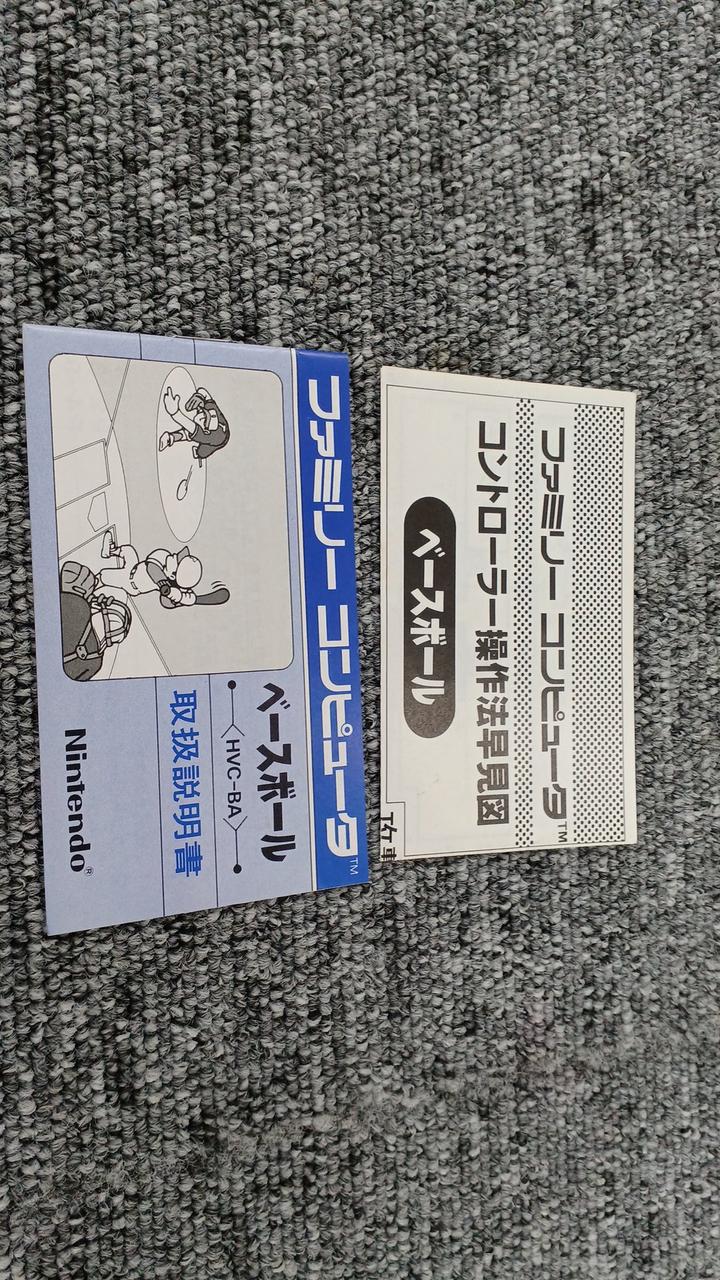 ファミリー コンピュータ™
ベースボール
〈HVC-BA〉
取扱説明書
Nintendo®
ファミリー コンピュータ™
コントローラー操作法早見図
ベースボール